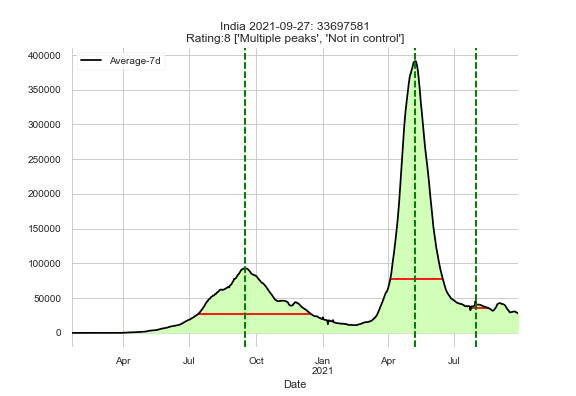 India 2021-09-27: 33697581
Rating:8 ['Multiple peaks', 'Not in control']
Average-7d
400000
350000
300000
250000
200000
150000
100000
50000
0
Apr
Jul
Oct
Jan
2021
Apr
Jul
Date